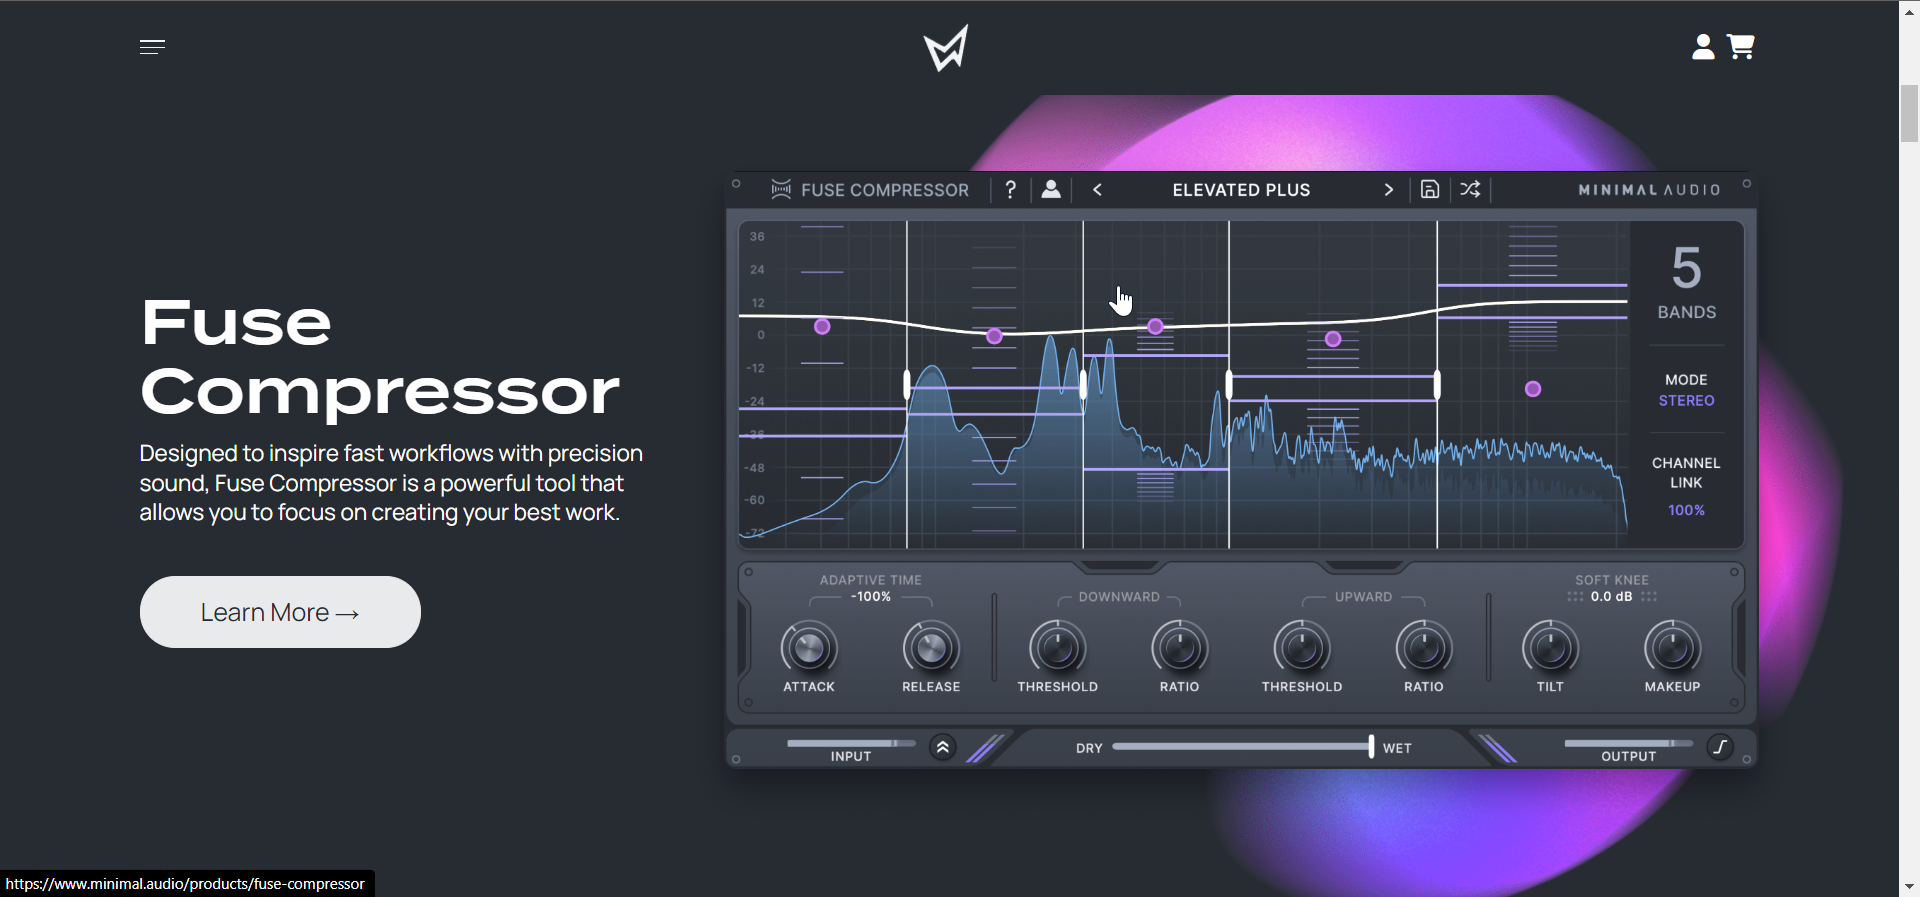 FUSE COMPRESSOR ? < ELEVATED PLUS > MINIMAL AUDIO
36
24
12
0
-12
-24
-36
-48
-60
-72
5
BANDS
MODE
STEREO
CHANNEL
LINK
100%
Fuse
Compressor
Designed to inspire fast workflows with precision
sound, Fuse Compressor is a powerful tool that
allows you to focus on creating your best work.
Learn More →
ADAPTIVE TIME
-100%
DOWNWARD
UPWARD
SOFT KNEE
0.0 dB
ATTACK
RELEASE
THRESHOLD
RATIO
THRESHOLD
RATIO
TILT
MAKEUP
INPUT
DRY
WET
OUTPUT
https://www.minimal.audio/products/fuse-compressor